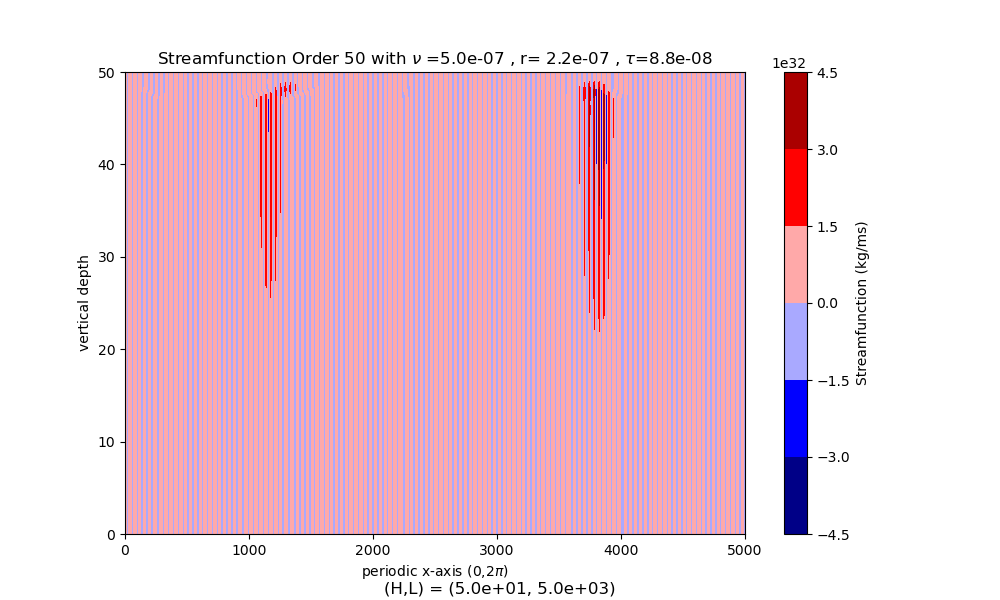 Streamfunction Order 50 with ν =5.0e-07 , r= 2.2e-07 , τ=8.8e-08
1e32
50
40
30
20
10
0
vertical depth
0 1000 2000 3000 4000 5000
periodic x-axis (0,2π)
(H,L) = (5.0e+01, 5.0e+03)
4.5
3.0
1.5
0.0
−1.5
−3.0
−4.5
Streamfunction (kg/ms)